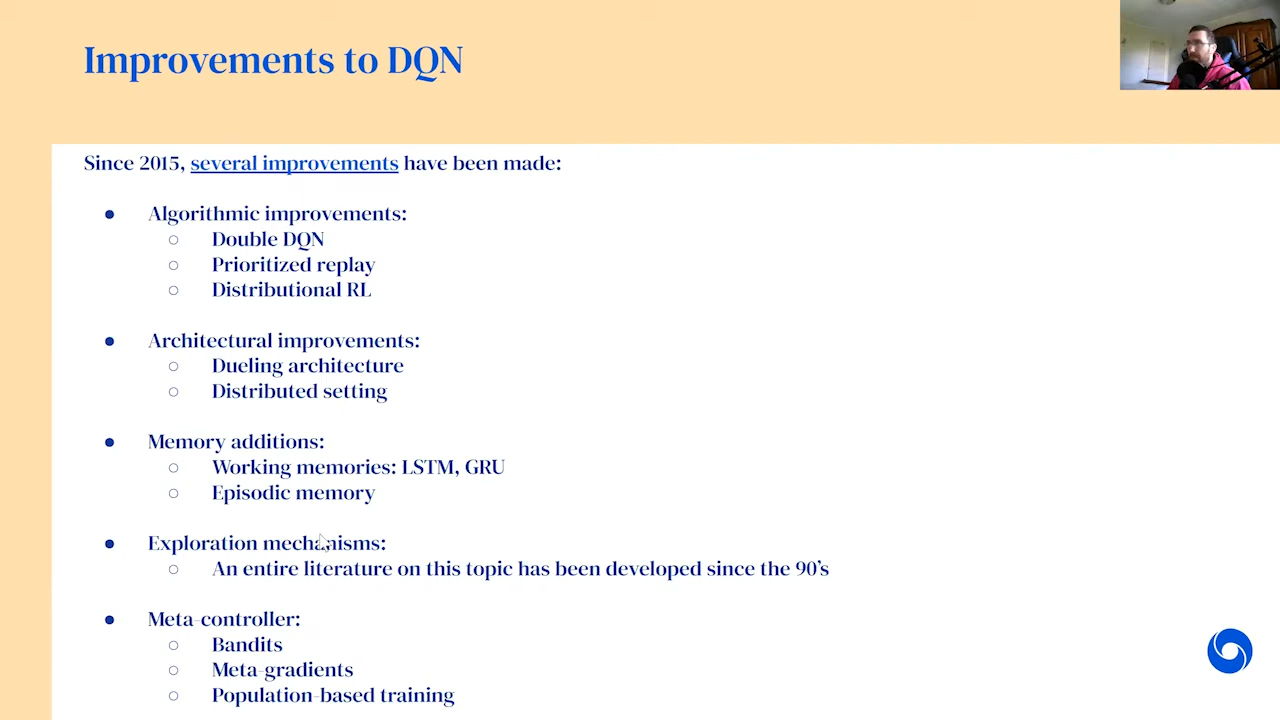 Improvements to DQN
Since 2015, several improvements have been made:
● Algorithmic improvements:
○ Double DQN
○ Prioritized replay
○ Distributional RL
● Architectural improvements:
○ Dueling architecture
○ Distributed setting
● Memory additions:
○ Working memories: LSTM, GRU
○ Episodic memory
● Exploration mechanisms:
○ An entire literature on this topic has been developed since the 90’s
● Meta-controller:
○ Bandits
○ Meta-gradients
○ Population-based training